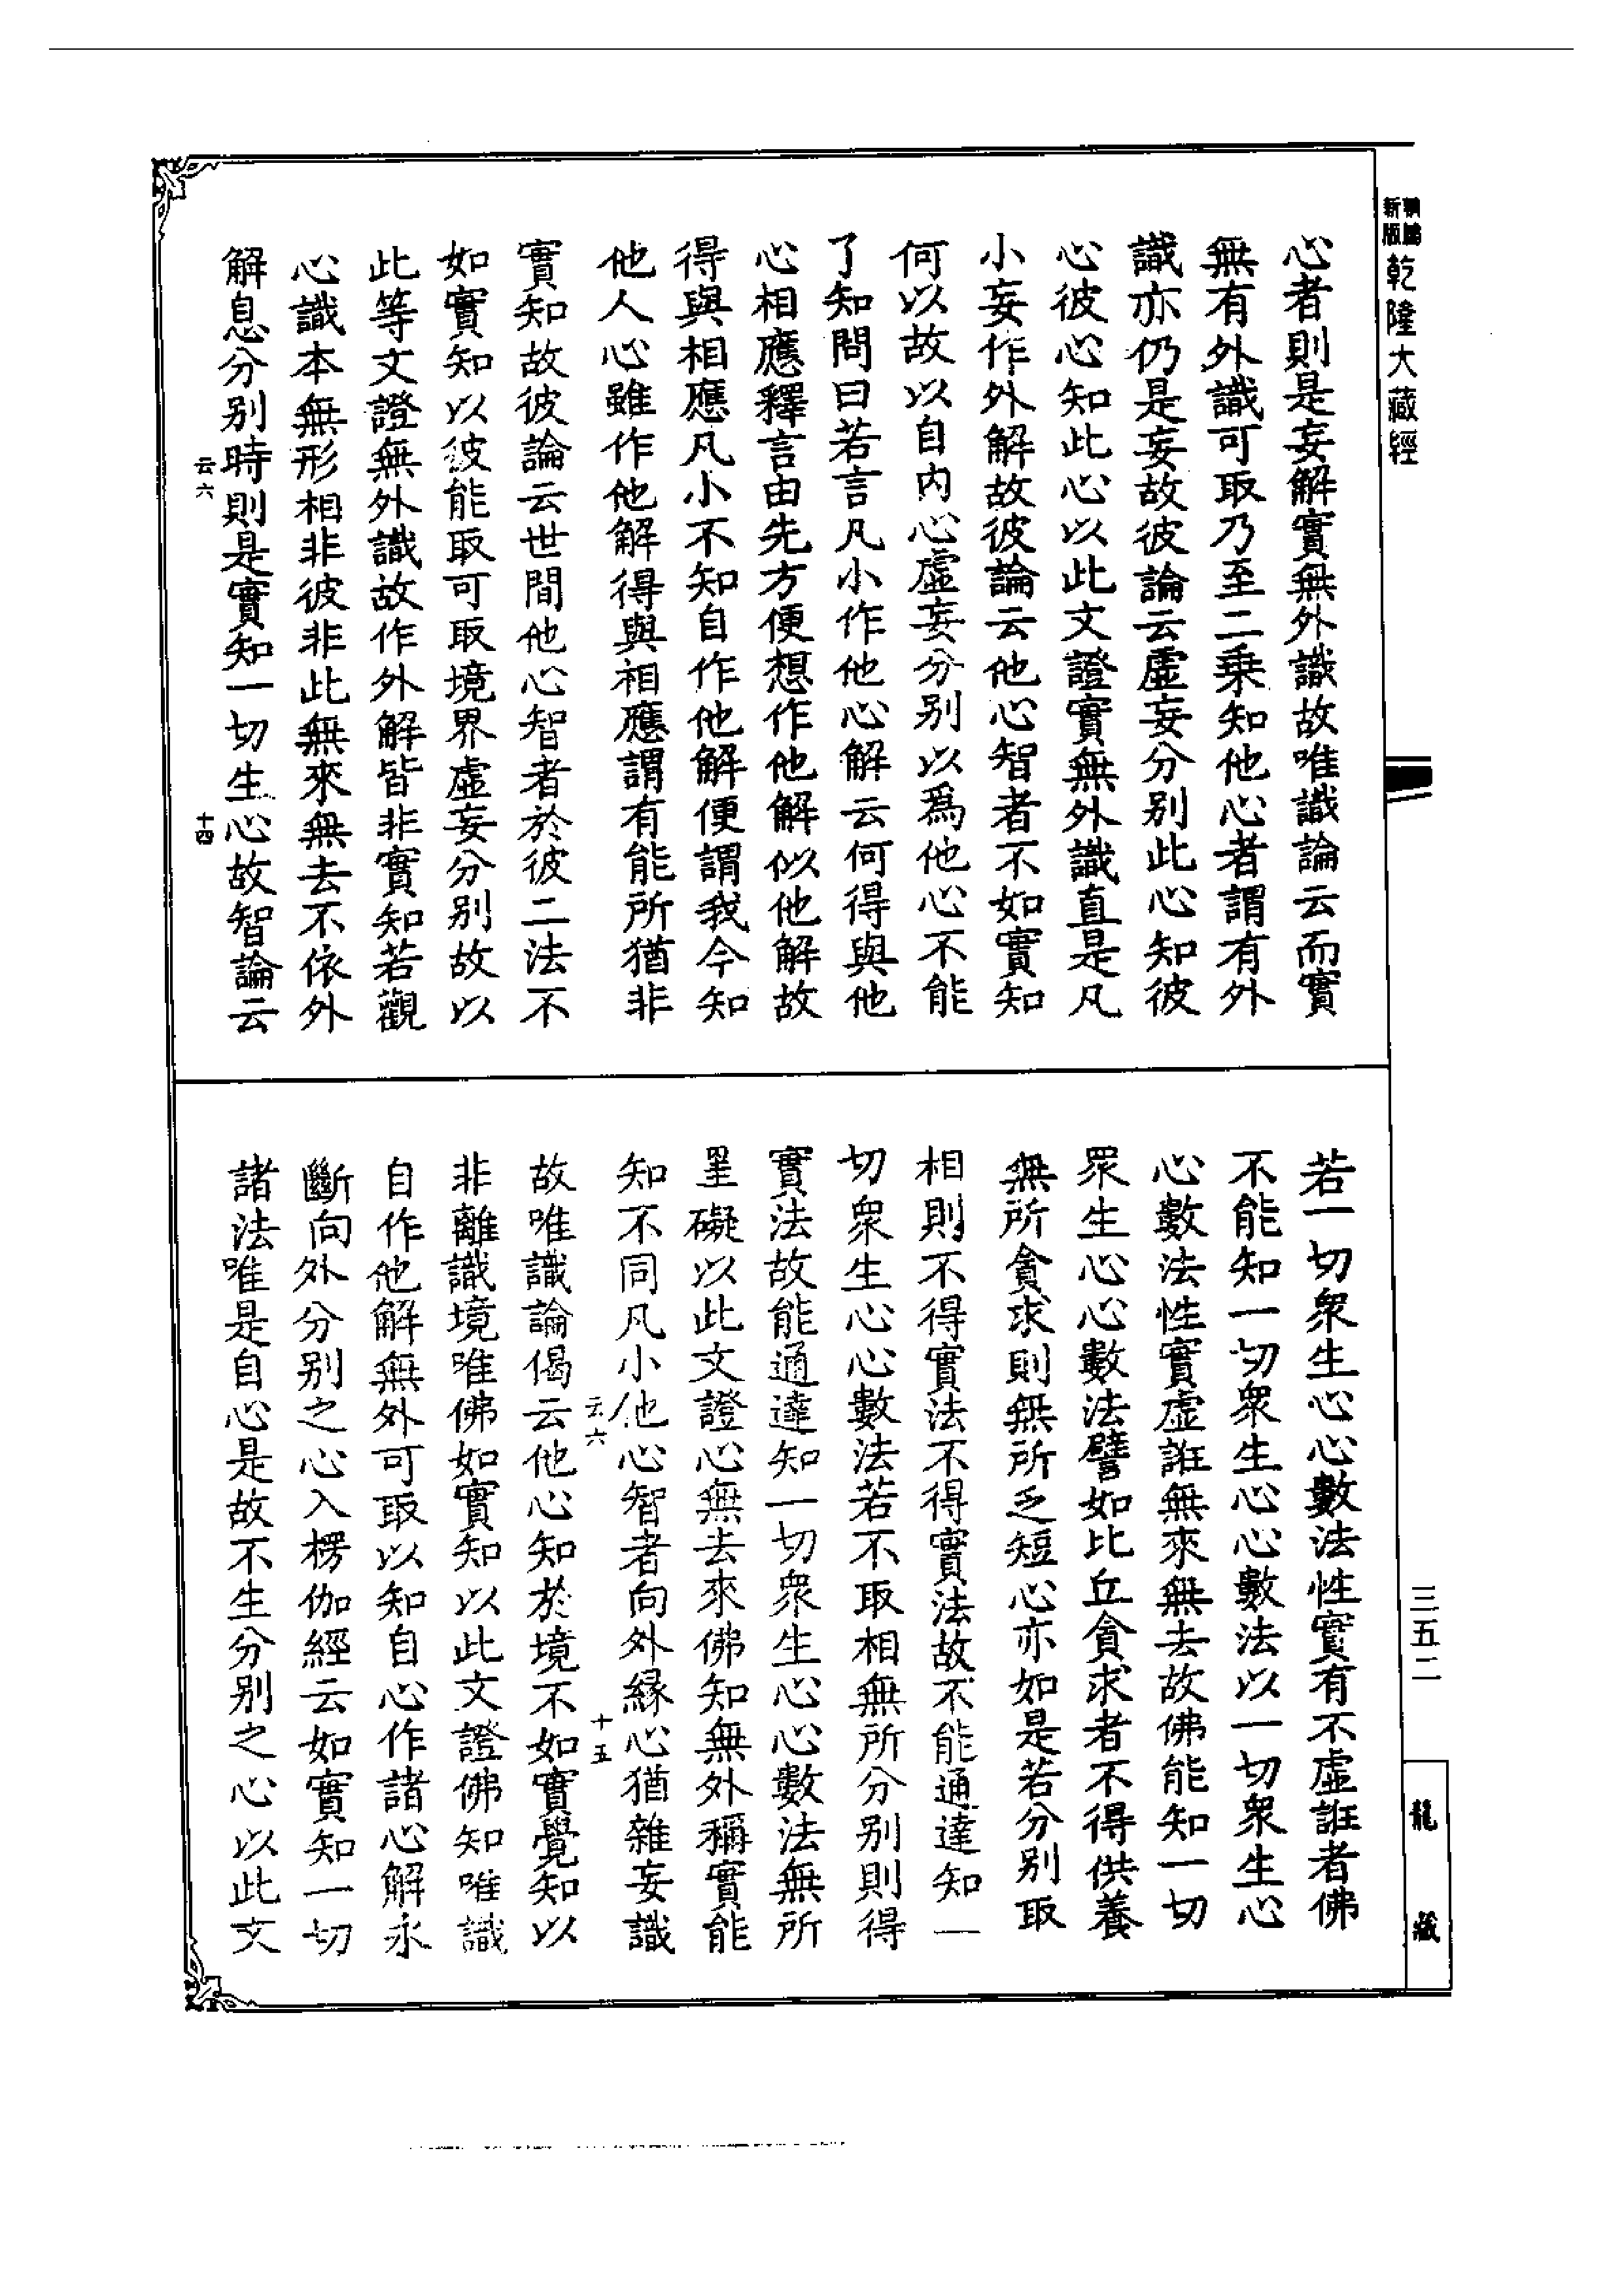 新版
乾隆大藏經
心者則是妄解實無外識故唯識論云而實
無有外識可取乃至二乗知他心者謂有外
識亦仍是妄故彼論云虛妄分別此心知彼
心彼心知此心以此文證實無外識直是凡
小妄作外解故彼論云他心智者不如實知
何以故以自内心虛妄分別以爲他心不能
了知問曰若言凡小作他心解云何得與他
心相應釋言由先方便想作他解似他解故
得與相應凡小不知自作他解便謂我今知
他人心雖作他解得與相應謂有能所猶非
實知故彼論云世間他心智者於彼二法不
如實知以彼能取可取境界虛妄分別故以
此等文證無外識故作外解皆非實知若觀
心識本無形相非彼非此無來無去不依外
解息分別時則是實知一切生心故智論云
云六
十四
三五二
龍藏
若一切衆生心心數法性實有不虛誑者佛
不能知一切衆生心心數法以一切衆生心
心數法性實虛誑無來無去故佛能知一切
眾生心心數法譬如比丘貪求者不得供養
無所貪求則無所乏短心亦如是若分別取
相則不得實法不得實法故不能通達知一
切衆生心心數法若不取相無所分別則得
實法故能通達知一切衆生心心數法無所
罣礙以此文證心無去來佛知無外稱實能
知不同凡小他心智者向外緣心猶雜妄識
云六
十五
故唯識論偈云他心知於境不如實覺知以
非離識境唯佛如實知以此文證佛知唯識
自作他解無外可取以知自心作諸心解永
斷向外分別之心入楞伽經云如實知一切
諸法唯是自心是故不生分別之心以此文